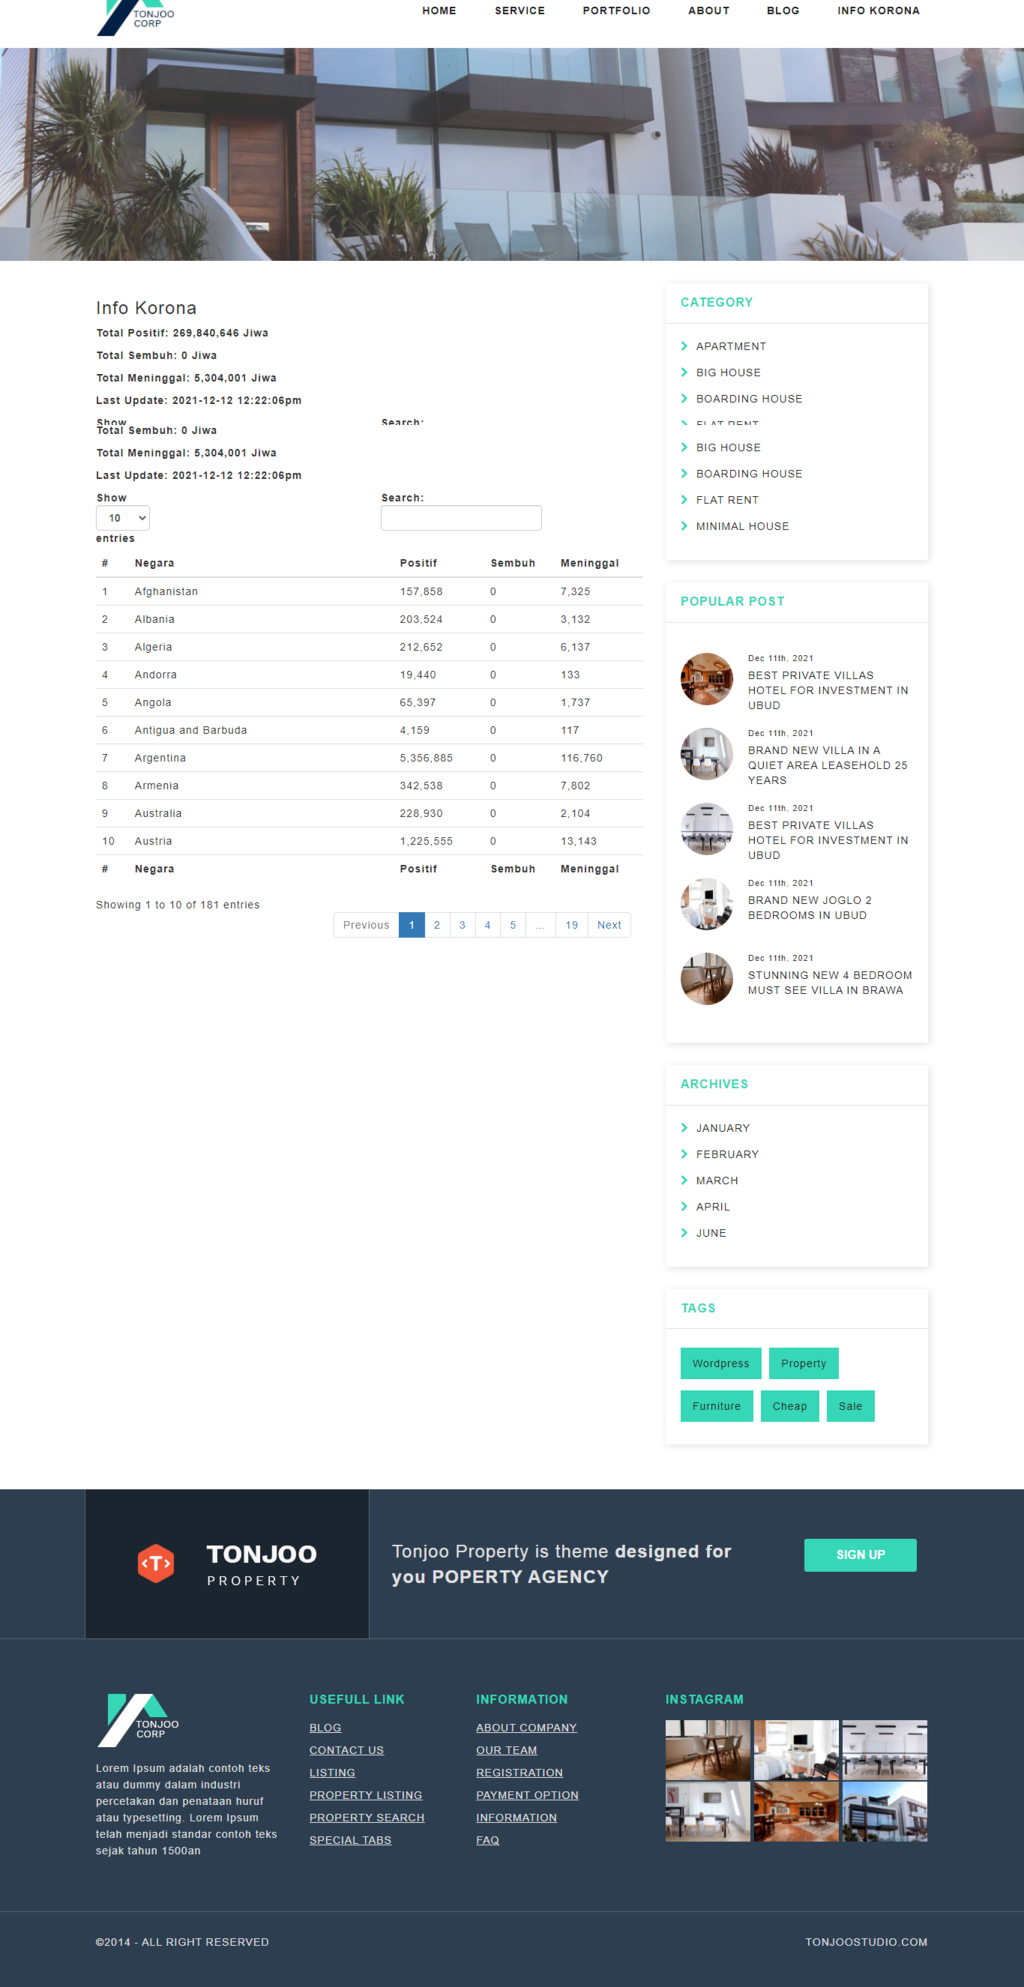 TONJOO
CORP
HOME SERVICE PORTFOLIO ABOUT BLOG INFO KORONA
Info Korona
Total Positif: 269,840,646 Jiwa
Total Sembuh: 0 Jiwa
Total Meninggal: 5,304,001 Jiwa
Last Update: 2021-12-12 12:22:06pm
Show Search:
Total Sembuh: 0 Jiwa
Total Meninggal: 5,304,001 Jiwa
Last Update: 2021-12-12 12:22:06pm
Show Search:
10
entries
# Negara Positif Sembuh Meninggal
1 Afghanistan 157,858 0 7,325
2 Albania 203,524 0 3,132
3 Algeria 212,652 0 6,137
4 Andorra 19,440 0 133
5 Angola 65,397 0 1,737
6 Antigua and Barbuda 4,159 0 117
7 Argentina 5,356,885 0 116,760
8 Armenia 342,538 0 7,802
9 Australia 228,930 0 2,104
10 Austria 1,225,555 0 13,143
# Negara Positif Sembuh Meninggal
Showing 1 to 10 of 181 entries
Previous 1 2 3 4 5 ... 19 Next
CATEGORY
APARTMENT
BIG HOUSE
BOARDING HOUSE
FLAT RENT
BIG HOUSE
BOARDING HOUSE
FLAT RENT
MINIMAL HOUSE
POPULAR POST
Dec 11th, 2021
BEST PRIVATE VILLAS
HOTEL FOR INVESTMENT IN
UBUD
Dec 11th, 2021
BRAND NEW VILLA IN A
QUIET AREA LEASEHOLD 25
YEARS
Dec 11th, 2021
BEST PRIVATE VILLAS
HOTEL FOR INVESTMENT IN
UBUD
Dec 11th, 2021
BRAND NEW JOGLO 2
BEDROOMS IN UBUD
Dec 11th, 2021
STUNNING NEW 4 BEDROOM
MUST SEE VILLA IN BRAWA
ARCHIVES
JANUARY
FEBRUARY
MARCH
APRIL
JUNE
TAGS
Wordpress Property
Furniture Cheap Sale
<T> TONJOO
PROPERTY
Tonjoo Property is theme designed for
you POPERTY AGENCY
SIGN UP
TONJOO
CORP
Lorem Ipsum adalah contoh teks
atau dummy dalam industri
percetakan dan penataan huruf
atau typesetting. Lorem Ipsum
telah menjadi standar contoh teks
sejak tahun 1500an
USEFULL LINK
BLOG
CONTACT US
LISTING
PROPERTY LISTING
PROPERTY SEARCH
SPECIAL TABS
INFORMATION
ABOUT COMPANY
OUR TEAM
REGISTRATION
PAYMENT OPTION
INFORMATION
FAQ
INSTAGRAM
©2014 - ALL RIGHT RESERVED
TONJOOSTUDIO.COM